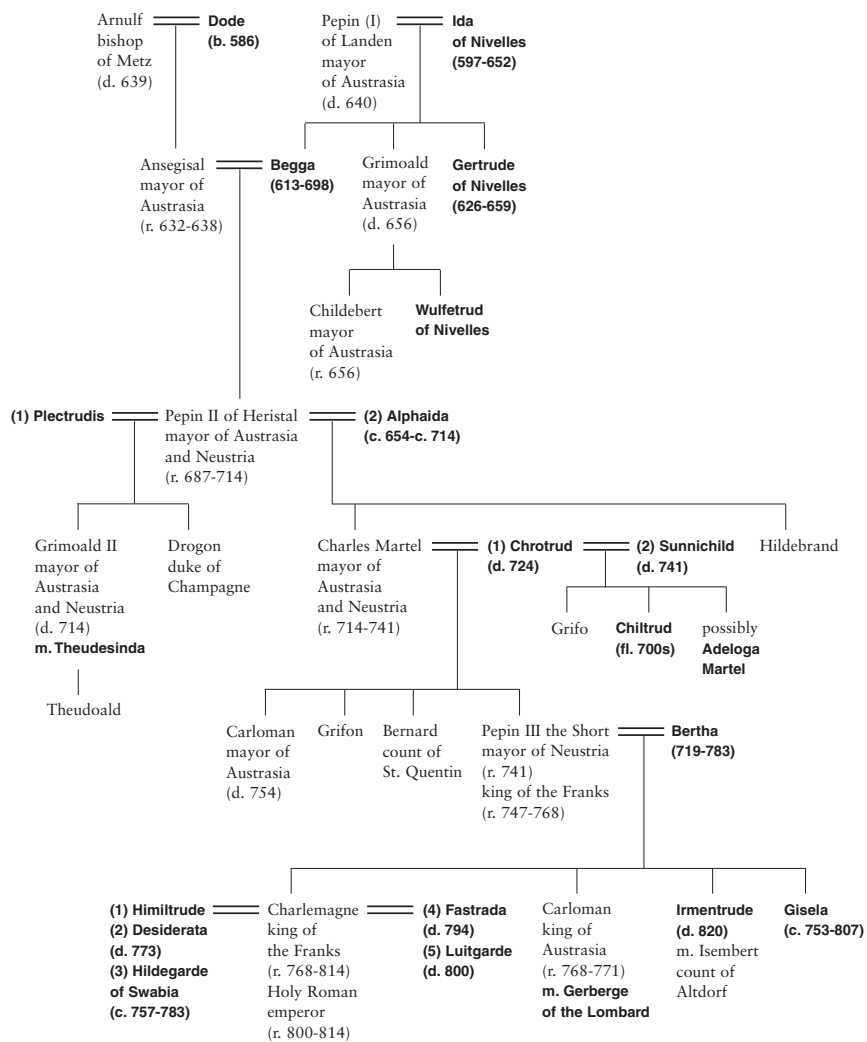 Arnulf
bishop
of Metz
(d. 639)
Dode
(b. 586)
Pepin (I)
of Landen
mayor
of Austrasia
(d. 640)
Ida
of Nivelles
(597-652)
Ansegisal
mayor of
Austrasia
(r. 632-638)
Begga
(613-698)
Grimoald
mayor of
Austrasia
(d. 656)
Gertrude
of Nivelles
(626-659)
Childebert
mayor
of Austrasia
(r. 656)
Wulfetrud
of Nivelles
(1) Plectrudis
Pepin II of Heristal
mayor of Austrasia
and Neustria
(r. 687-714)
(2) Alphaida
(c. 654-c. 714)
Grimoald II
mayor of
Austrasia
and Neustria
(d. 714)
m. Theudesinda
Drogon
duke of
Champagne
Charles Martel
mayor of
Austrasia
and Neustria
(r. 714-741)
(1) Chrotrud
(d. 724)
(2) Sunnichild
(d. 741)
Hildebrand
Grifo
Chiltrud
(fl. 700s)
possibly
Adeloga
Martel
Theudoald
Carloman
mayor of
Austrasia
(d. 754)
Grifon
Bernard
count of
St. Quentin
Pepin III the Short
mayor of Neustria
(r. 741)
king of the Franks
(r. 747-768)
Bertha
(719-783)
(1) Himiltrude
(2) Desiderata
(d. 773)
(3) Hildegarde
of Swabia
(c. 757-783)
Charlemagne
king of
the Franks
(r. 768-814)
Holy Roman
emperor
(r. 800-814)
(4) Fastrada
(d. 794)
(5) Luitgarde
(d. 800)
Carloman
king of
Austrasia
(r. 768-771)
m. Gerberge
of the Lombard
Irmentrude
(d. 820)
m. Isembert
count of
Altdorf
Gisela
(c. 753-807)